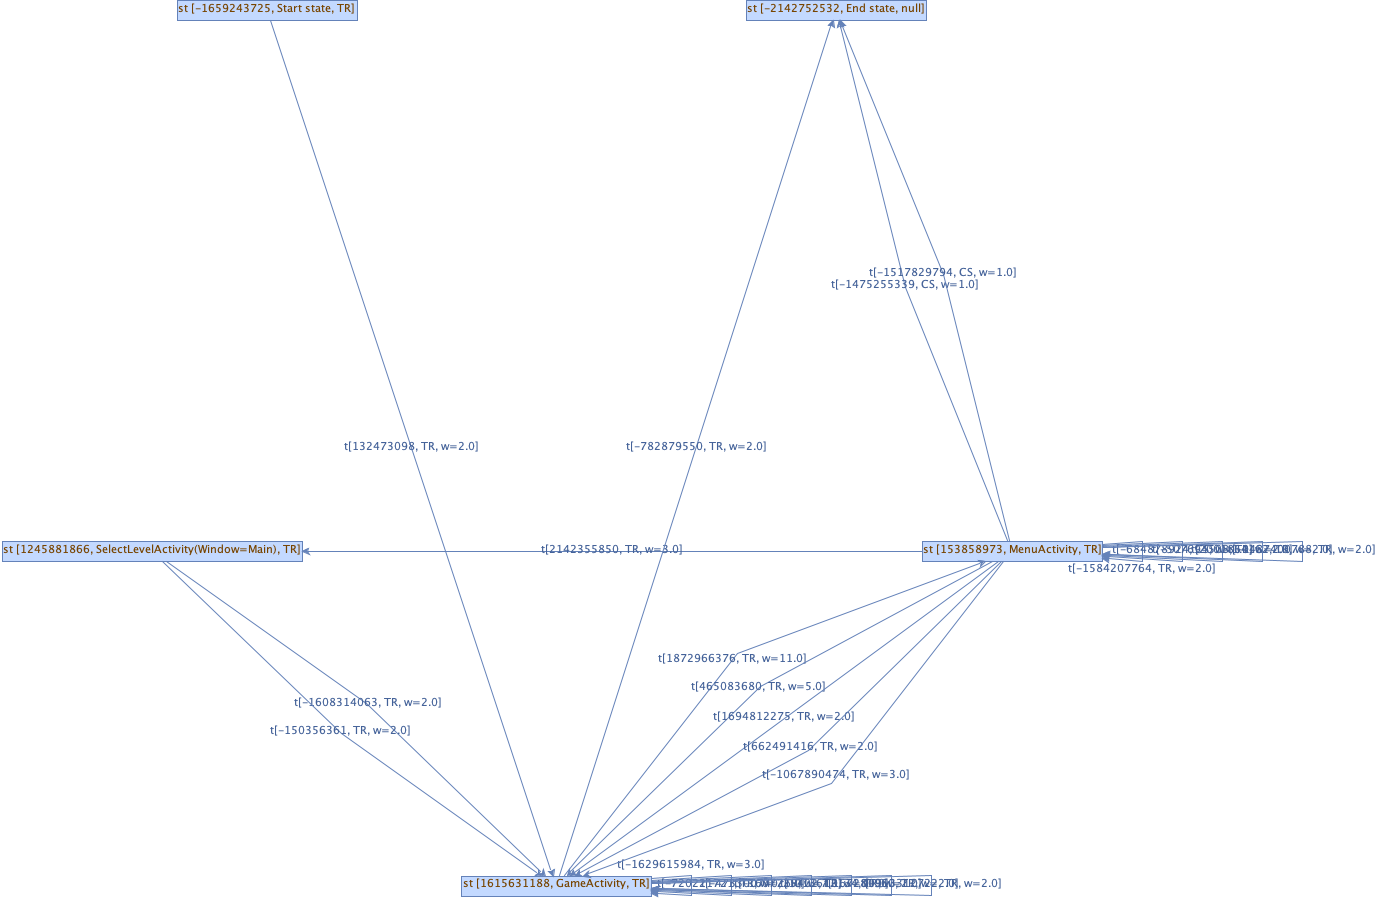 st [-1659243725, Start state, TR]
st [-2142752532, End state, null]
t[-1517829794, CS, w=1.0]
t[-1475255339, CS, w=1.0]
t[132473098, TR, w=2.0]
t[-782879550, TR, w=2.0]
st [1245881866, SelectLevelActivity(Window=Main), TR]
t[2142355850, TR, w=3.0]
st [153858973, MenuActivity, TR]
t[-1584207764, TR, w=2.0]
t[1872966376, TR, w=11.0]
t[465083680, TR, w=5.0]
t[-1608314063, TR, w=2.0]
t[1694812275, TR, w=2.0]
t[-150356361, TR, w=2.0]
t[662491416, TR, w=2.0]
t[-1067890474, TR, w=3.0]
t[-1629615984, TR, w=3.0]
st [1615631188, GameActivity, TR]